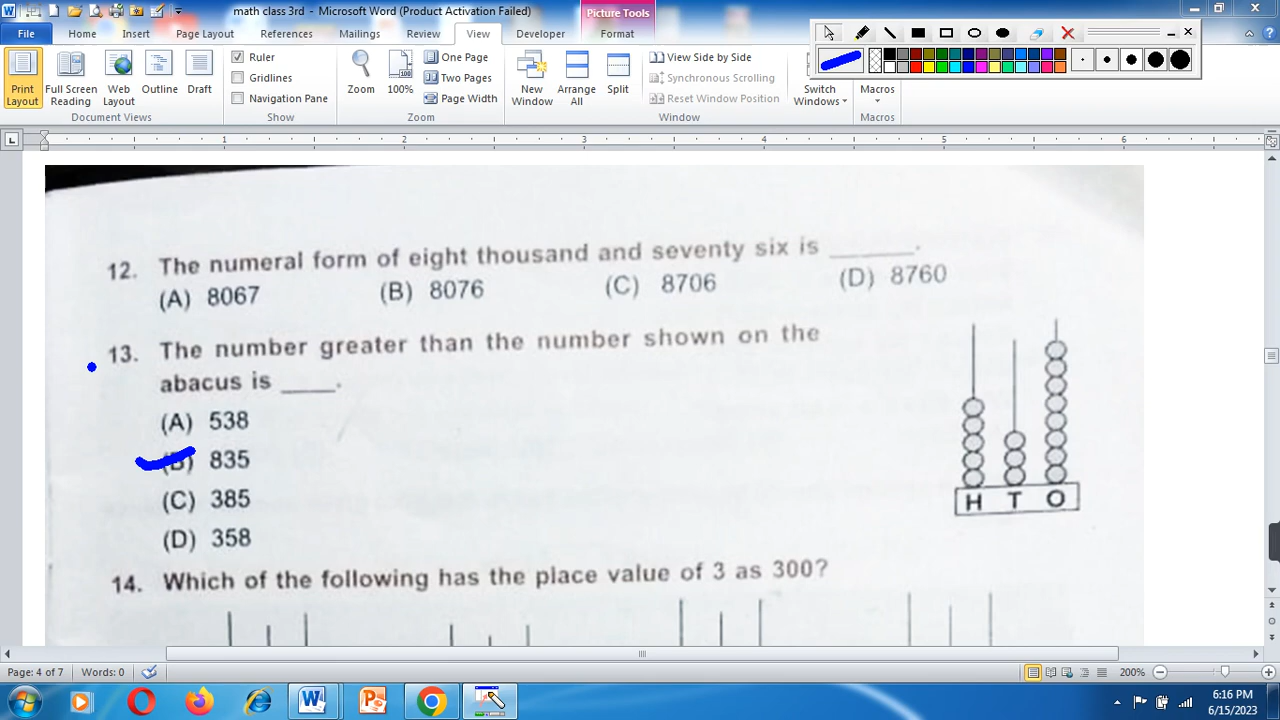 math class 3rd - Microsoft Word (Product Activation Failed)
Picture Tools
File Home Insert Page Layout References Mailings Review View Developer Format
Print Layout
Full Screen Reading
Web Layout
Outline
Draft
Document Views
Ruler
Gridlines
Navigation Pane
Show
Zoom
100%
One Page
Two Pages
Page Width
Zoom
New Window
Arrange All
Split
View Side by Side
Synchronous Scrolling
Reset Window Position
Window
Switch Windows
Macros
Macros
1 2 3 4 5 6
12. The numeral form of eight thousand and seventy six is ______.
(A) 8067 (B) 8076 (C) 8706 (D) 8760
13. The number greater than the number shown on the
abacus is ____.
(A) 538
(B) 835
(C) 385
(D) 358
H T O
14. Which of the following has the place value of 3 as 300?
Page: 4 of 7 Words: 0 200%
6:16 PM
6/15/2023